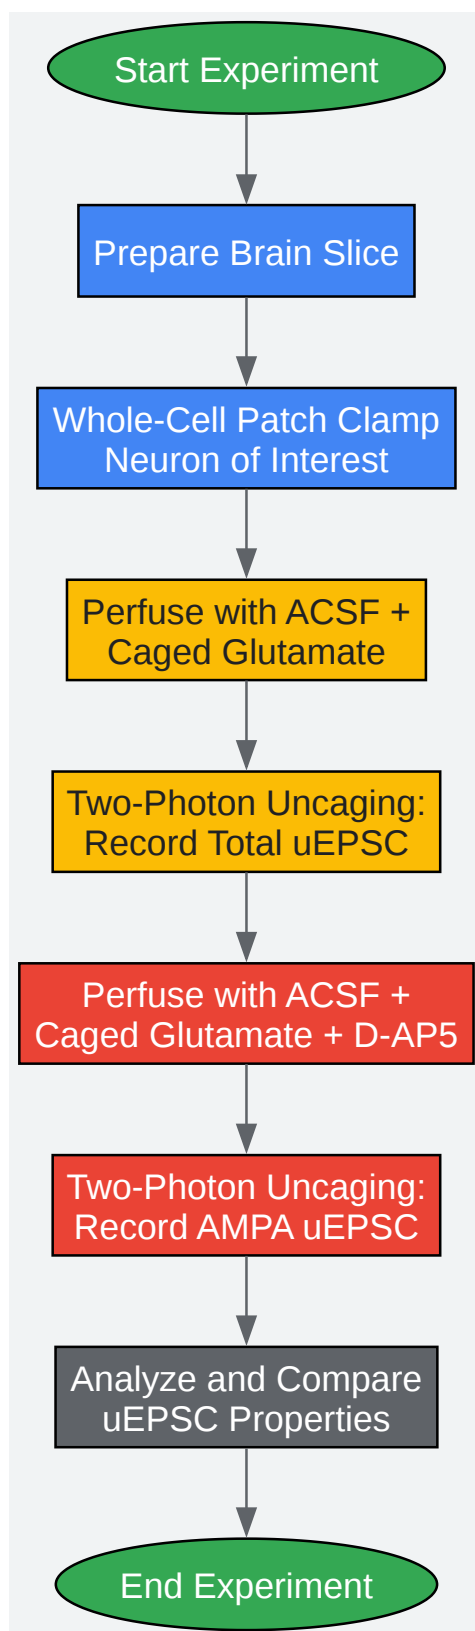 Start Experiment
Prepare Brain Slice
Whole-Cell Patch Clamp
Neuron of Interest
Perfuse with ACSF +
Caged Glutamate
Two-Photon Uncaging:
Record Total uEPSC
Perfuse with ACSF +
Caged Glutamate + D-AP5
Two-Photon Uncaging:
Record AMPA uEPSC
Analyze and Compare
uEPSC Properties
End Experiment